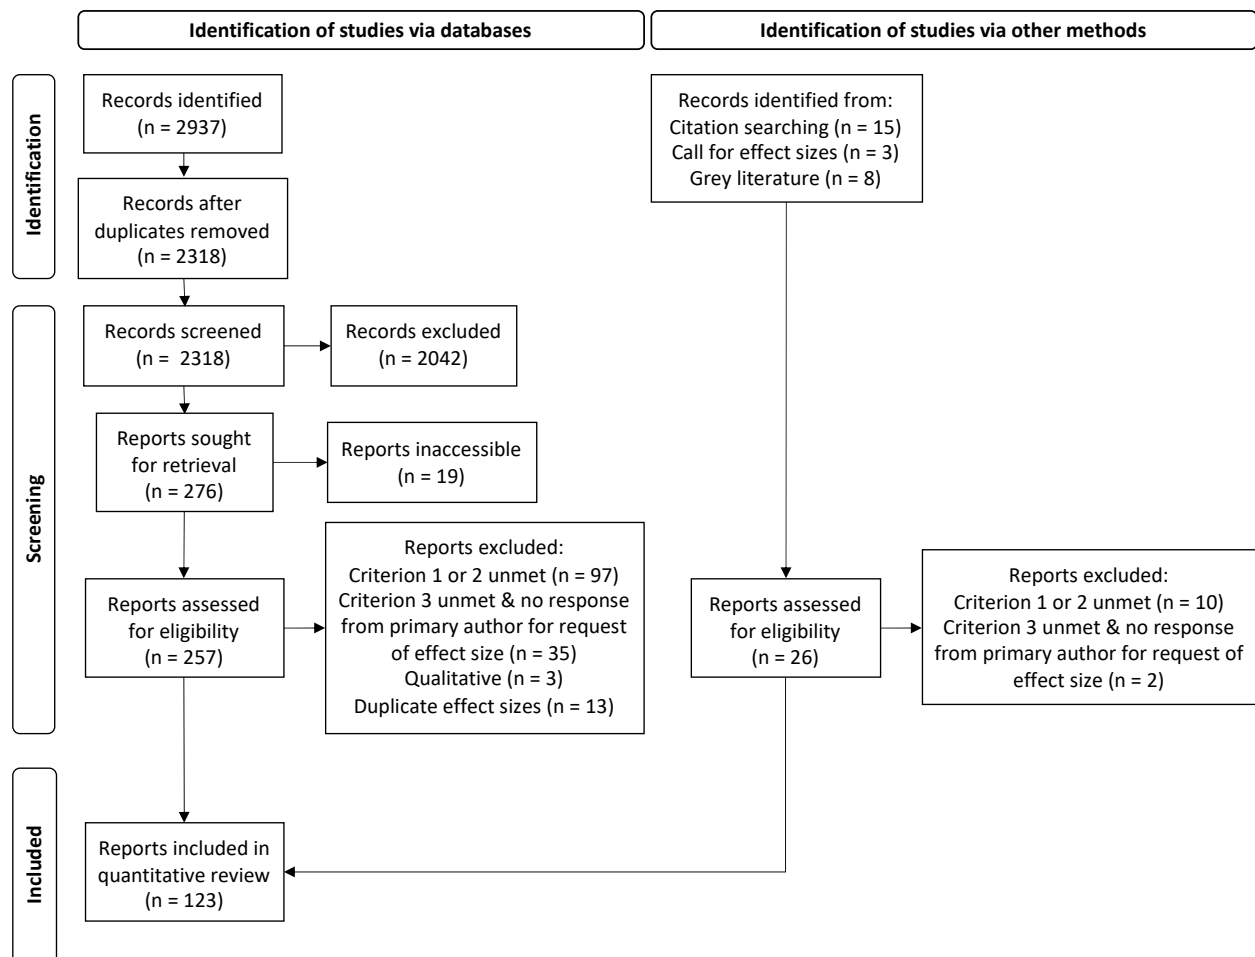 Identification of studies via databases
Identification of studies via other methods
Identification
Records identified
(n = 2937)
Records identified from:
Citation searching (n = 15)
Call for effect sizes (n = 3)
Grey literature (n = 8)
Records after
duplicates removed
(n = 2318)
Screening
Records screened
(n =  2318)
Records excluded
(n = 2042)
Reports sought
for retrieval
(n = 276)
Reports inaccessible
(n = 19)
Reports assessed
for eligibility
(n = 257)
Reports excluded:
Criterion 1 or 2 unmet (n = 97)
Criterion 3 unmet & no response
from primary author for request
of effect size (n = 35)
Qualitative (n = 3)
Duplicate effect sizes (n = 13)
Reports assessed
for eligibility
(n = 26)
Reports excluded:
Criterion 1 or 2 unmet (n = 10)
Criterion 3 unmet & no response
from primary author for request of
effect size (n = 2)
Included
Reports included in
quantitative review
(n = 123)